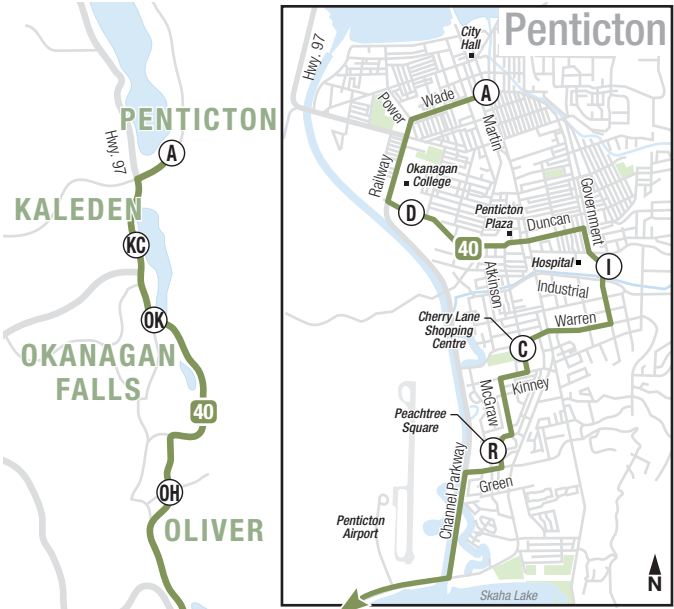 Hwy. 97
PENTICTON
A
KALEDEN
KC
OK
OKANAGAN
FALLS
40
OH
OLIVER
Penticton
City
Hall
Hwy. 97
Power
Wade
A
Martin
Railway
Okanagan
College
D
Penticton
Plaza
Duncan
Government
40
Hospital
I
Atkinson
Industrial
Cherry Lane
Shopping
Centre
Warren
C
McGraw
Kinney
Peachtree
Square
R
Green
Channel Parkway
Penticton
Airport
Skaha Lake
N